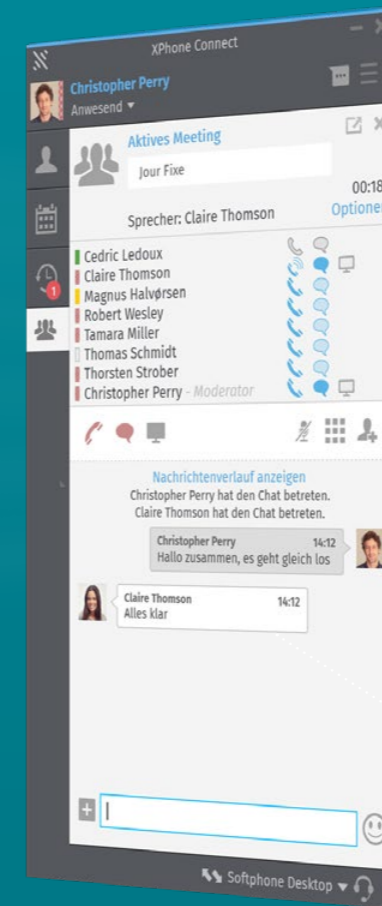 XPhone Connect
Christopher Perry
Anwesend
Aktives Meeting
Jour Fixe
00:18
Sprecher: Claire Thomson
Optionen
Cedric Ledoux
Claire Thomson
Magnus Halvørsen
Robert Wesley
Tamara Miller
Thomas Schmidt
Thorsten Strober
Christopher Perry - Moderator
1
Nachrichtenverlauf anzeigen
Christopher Perry hat den Chat betreten.
Claire Thomson hat den Chat betreten.
Christopher Perry 14:12
Hallo zusammen, es geht gleich los
Claire Thomson 14:12
Alles klar
Softphone Desktop